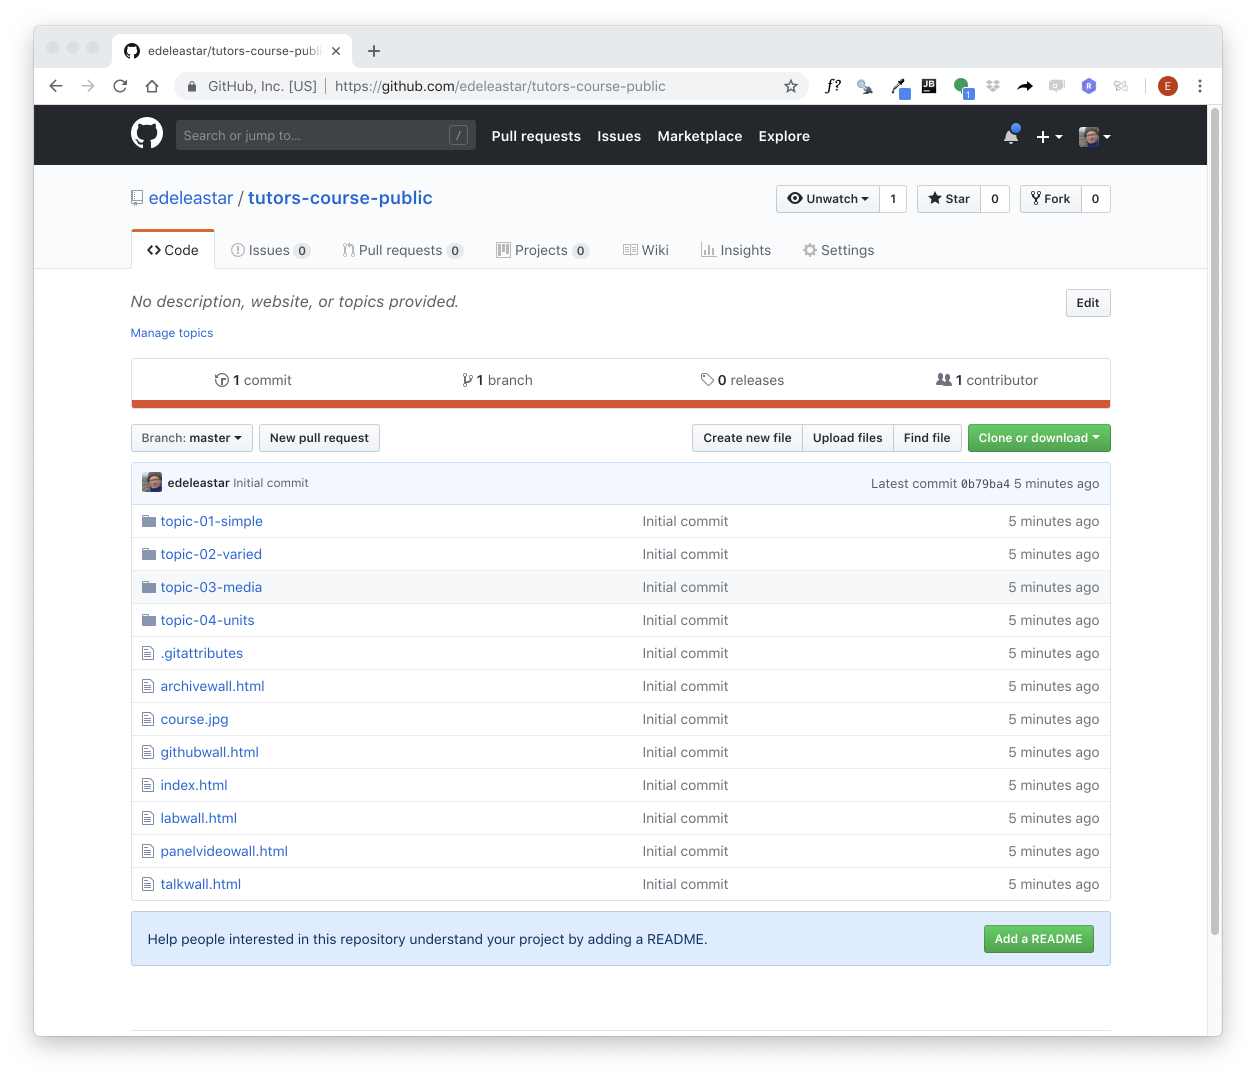 edeleastar/tutors-course-publi
GitHub, Inc. [US] | https://github.com/edeleastar/tutors-course-public
f?
JB
1
R
E
Search or jump to...
/
Pull requests Issues Marketplace Explore
edeleastar / tutors-course-public
Unwatch 1 Star 0 Fork 0
Code Issues 0 Pull requests 0 Projects 0 Wiki Insights Settings
No description, website, or topics provided.
Edit
Manage topics
1 commit 1 branch 0 releases 1 contributor
Branch: master New pull request Create new file Upload files Find file Clone or download
edeleastar Initial commit Latest commit 0b79ba4 5 minutes ago
topic-01-simple Initial commit 5 minutes ago
topic-02-varied Initial commit 5 minutes ago
topic-03-media Initial commit 5 minutes ago
topic-04-units Initial commit 5 minutes ago
.gitattributes Initial commit 5 minutes ago
archivewall.html Initial commit 5 minutes ago
course.jpg Initial commit 5 minutes ago
githubwall.html Initial commit 5 minutes ago
index.html Initial commit 5 minutes ago
labwall.html Initial commit 5 minutes ago
panelvideowall.html Initial commit 5 minutes ago
talkwall.html Initial commit 5 minutes ago
Help people interested in this repository understand your project by adding a README.
Add a README